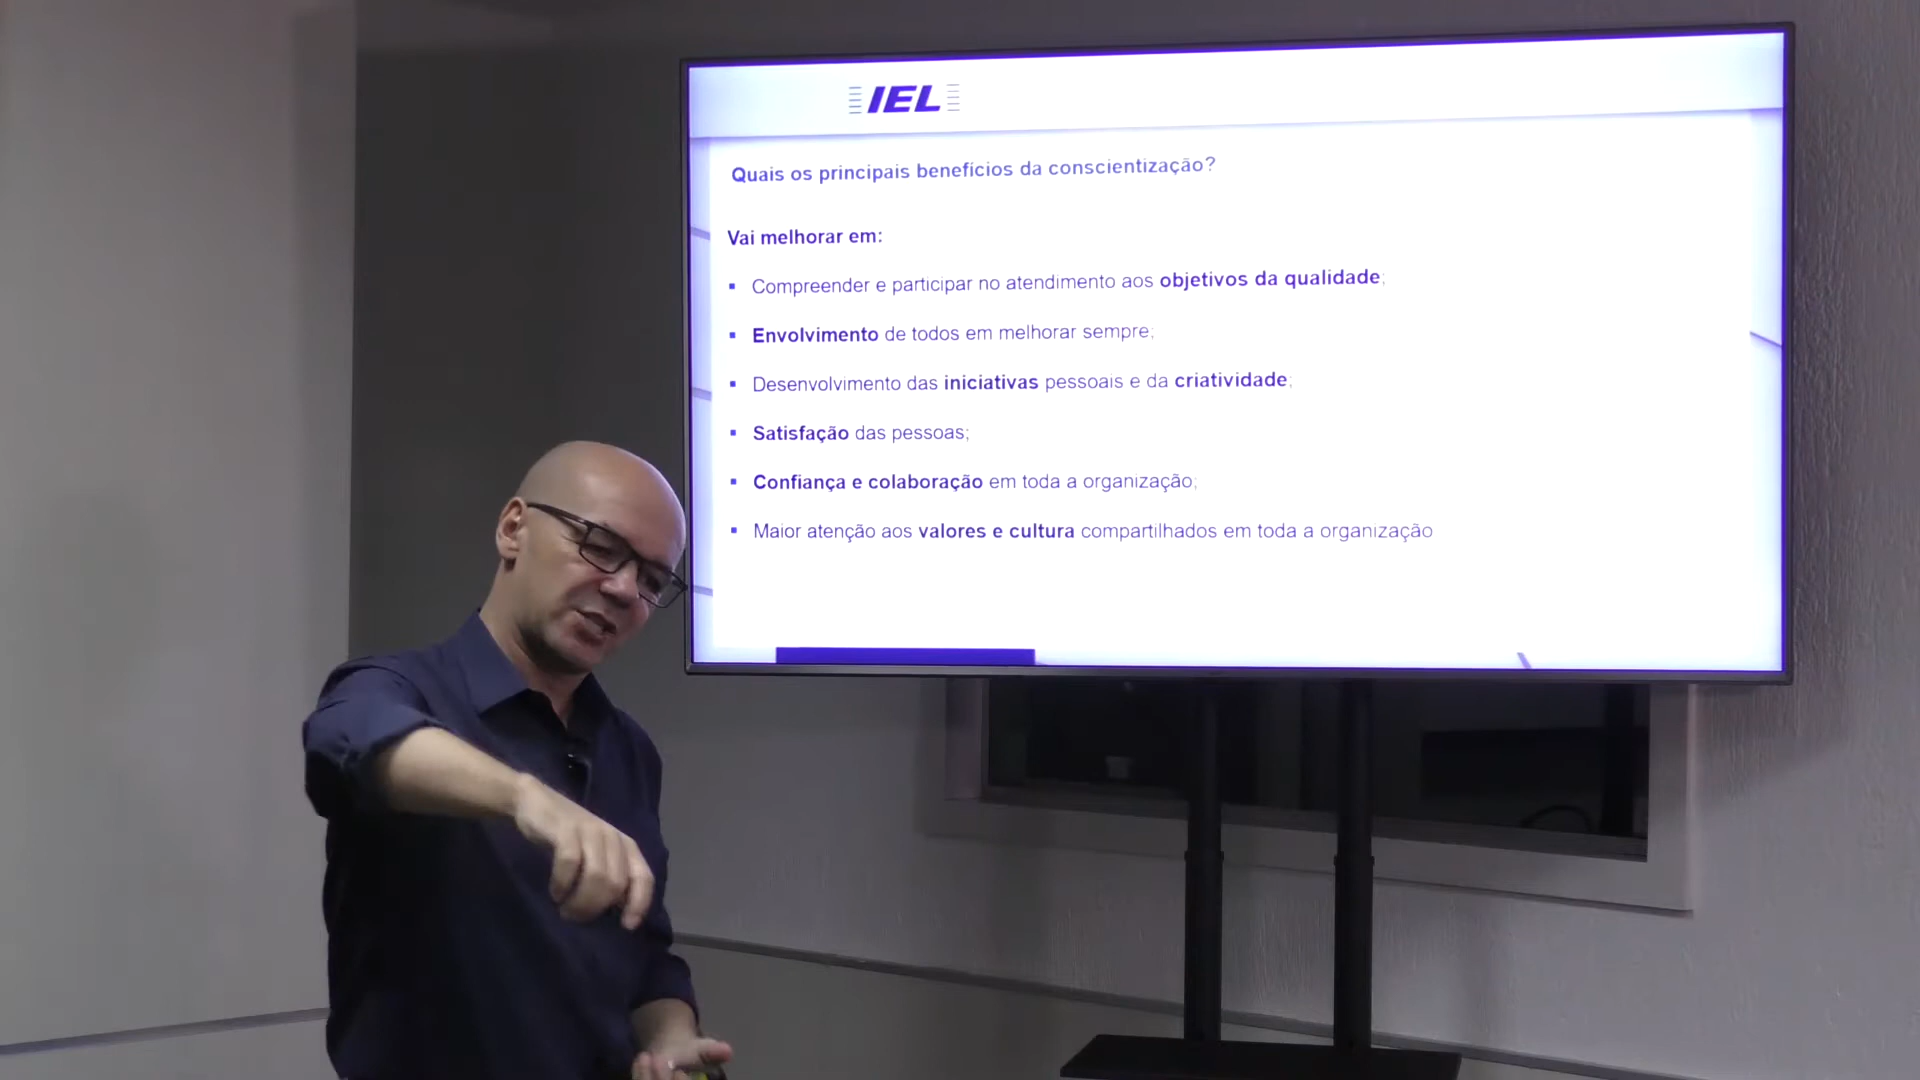 IEL
Quais os principais benefícios da conscientização?
Vai melhorar em:
▪ Compreender e participar no atendimento aos objetivos da qualidade;
▪ Envolvimento de todos em melhorar sempre;
▪ Desenvolvimento das iniciativas pessoais e da criatividade;
▪ Satisfação das pessoas;
▪ Confiança e colaboração em toda a organização;
▪ Maior atenção aos valores e cultura compartilhados em toda a organização